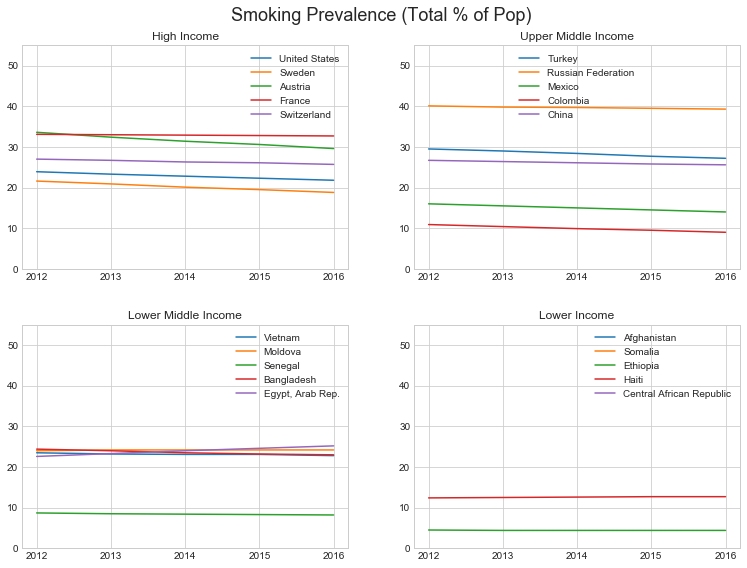 Smoking Prevalence (Total % of Pop)
High Income
United States
Sweden
Austria
France
Switzerland
50
40
30
20
10
0
2012 2013 2014 2015 2016
Upper Middle Income
Turkey
Russian Federation
Mexico
Colombia
China
50
40
30
20
10
0
2012 2013 2014 2015 2016
Lower Middle Income
Vietnam
Moldova
Senegal
Bangladesh
Egypt, Arab Rep.
50
40
30
20
10
0
2012 2013 2014 2015 2016
Lower Income
Afghanistan
Somalia
Ethiopia
Haiti
Central African Republic
50
40
30
20
10
0
2012 2013 2014 2015 2016